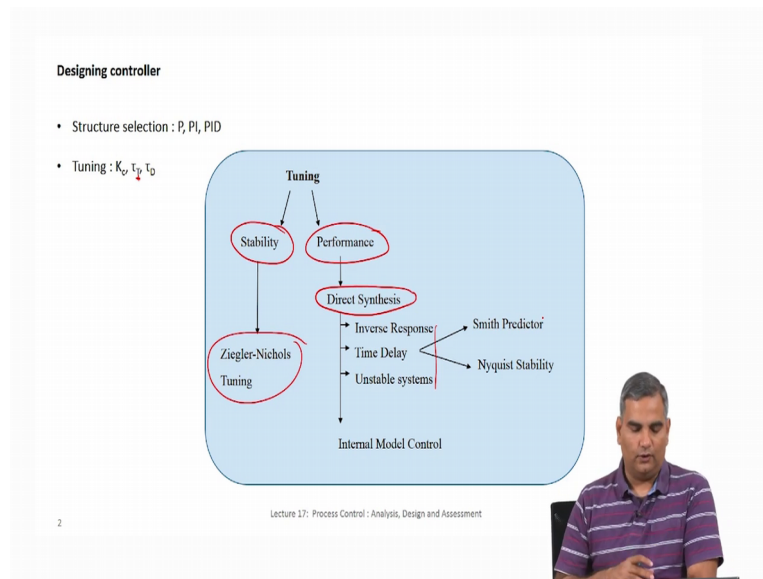 Designing controller
• Structure selection : P, PI, PID
• Tuning : Kc, τI, τD
Tuning
Stability
Performance
Direct Synthesis
Inverse Response
Time Delay
Unstable systems
Smith Predictor
Nyquist Stability
Ziegler-Nichols
Tuning
Internal Model Control
2
Lecture 17: Process Control : Analysis, Design and Assessment